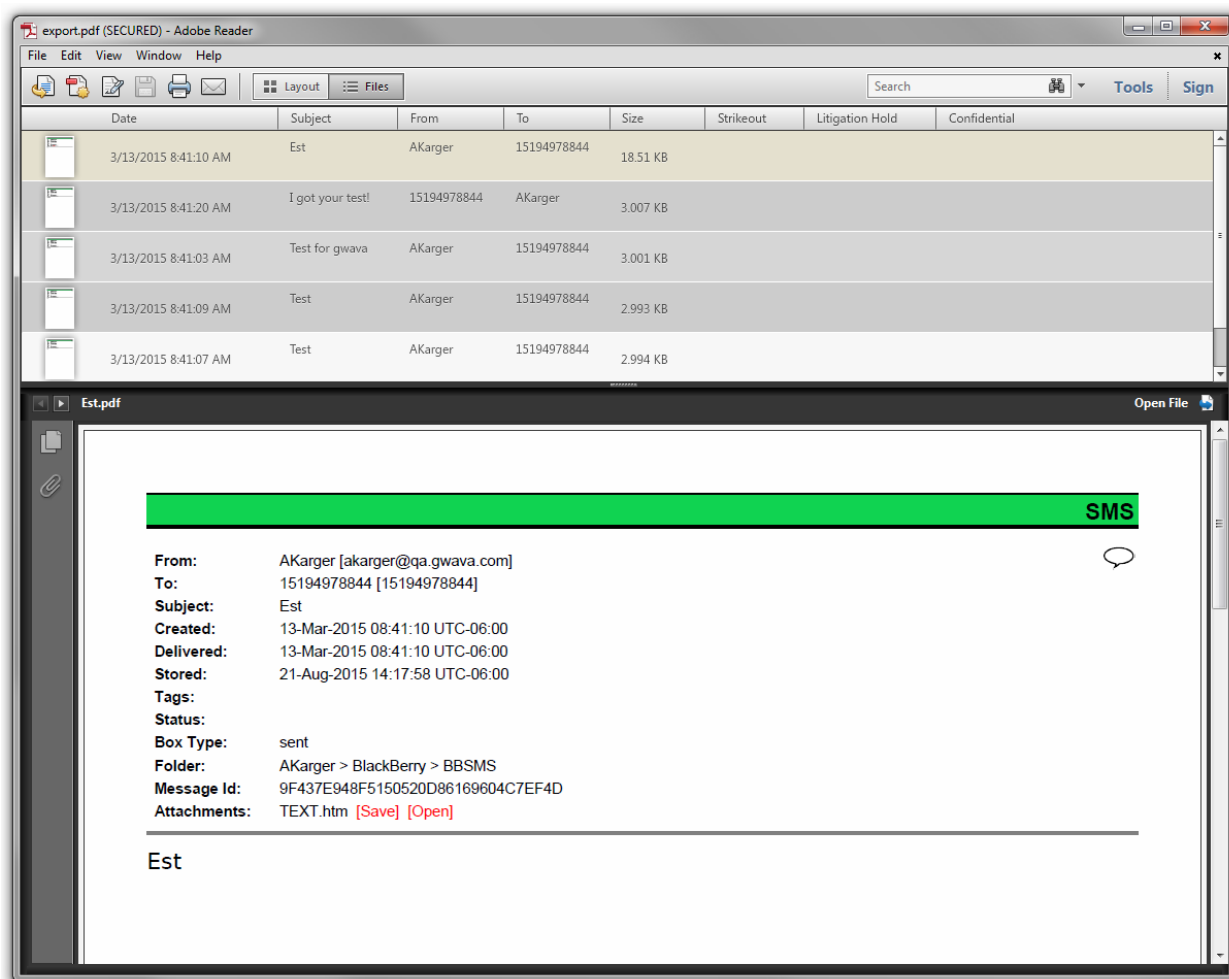 export.pdf (SECURED) - Adobe Reader
File Edit View Window Help
Layout Files Search Tools Sign
Date Subject From To Size Strikeout Litigation Hold Confidential
3/13/2015 8:41:10 AM Est AKarger 15194978844 18.51 KB
3/13/2015 8:41:20 AM I got your test! 15194978844 AKarger 3.007 KB
3/13/2015 8:41:03 AM Test for gwava AKarger 15194978844 3.001 KB
3/13/2015 8:41:09 AM Test AKarger 15194978844 2.993 KB
3/13/2015 8:41:07 AM Test AKarger 15194978844 2.994 KB
Est.pdf Open File
SMS
From: AKarger [akarger@qa.gwava.com]
To: 15194978844 [15194978844]
Subject: Est
Created: 13-Mar-2015 08:41:10 UTC-06:00
Delivered: 13-Mar-2015 08:41:10 UTC-06:00
Stored: 21-Aug-2015 14:17:58 UTC-06:00
Tags:
Status:
Box Type: sent
Folder: AKarger > BlackBerry > BBSMS
Message Id: 9F437E948F5150520D86169604C7EF4D
Attachments: TEXT.htm [Save] [Open]
Est